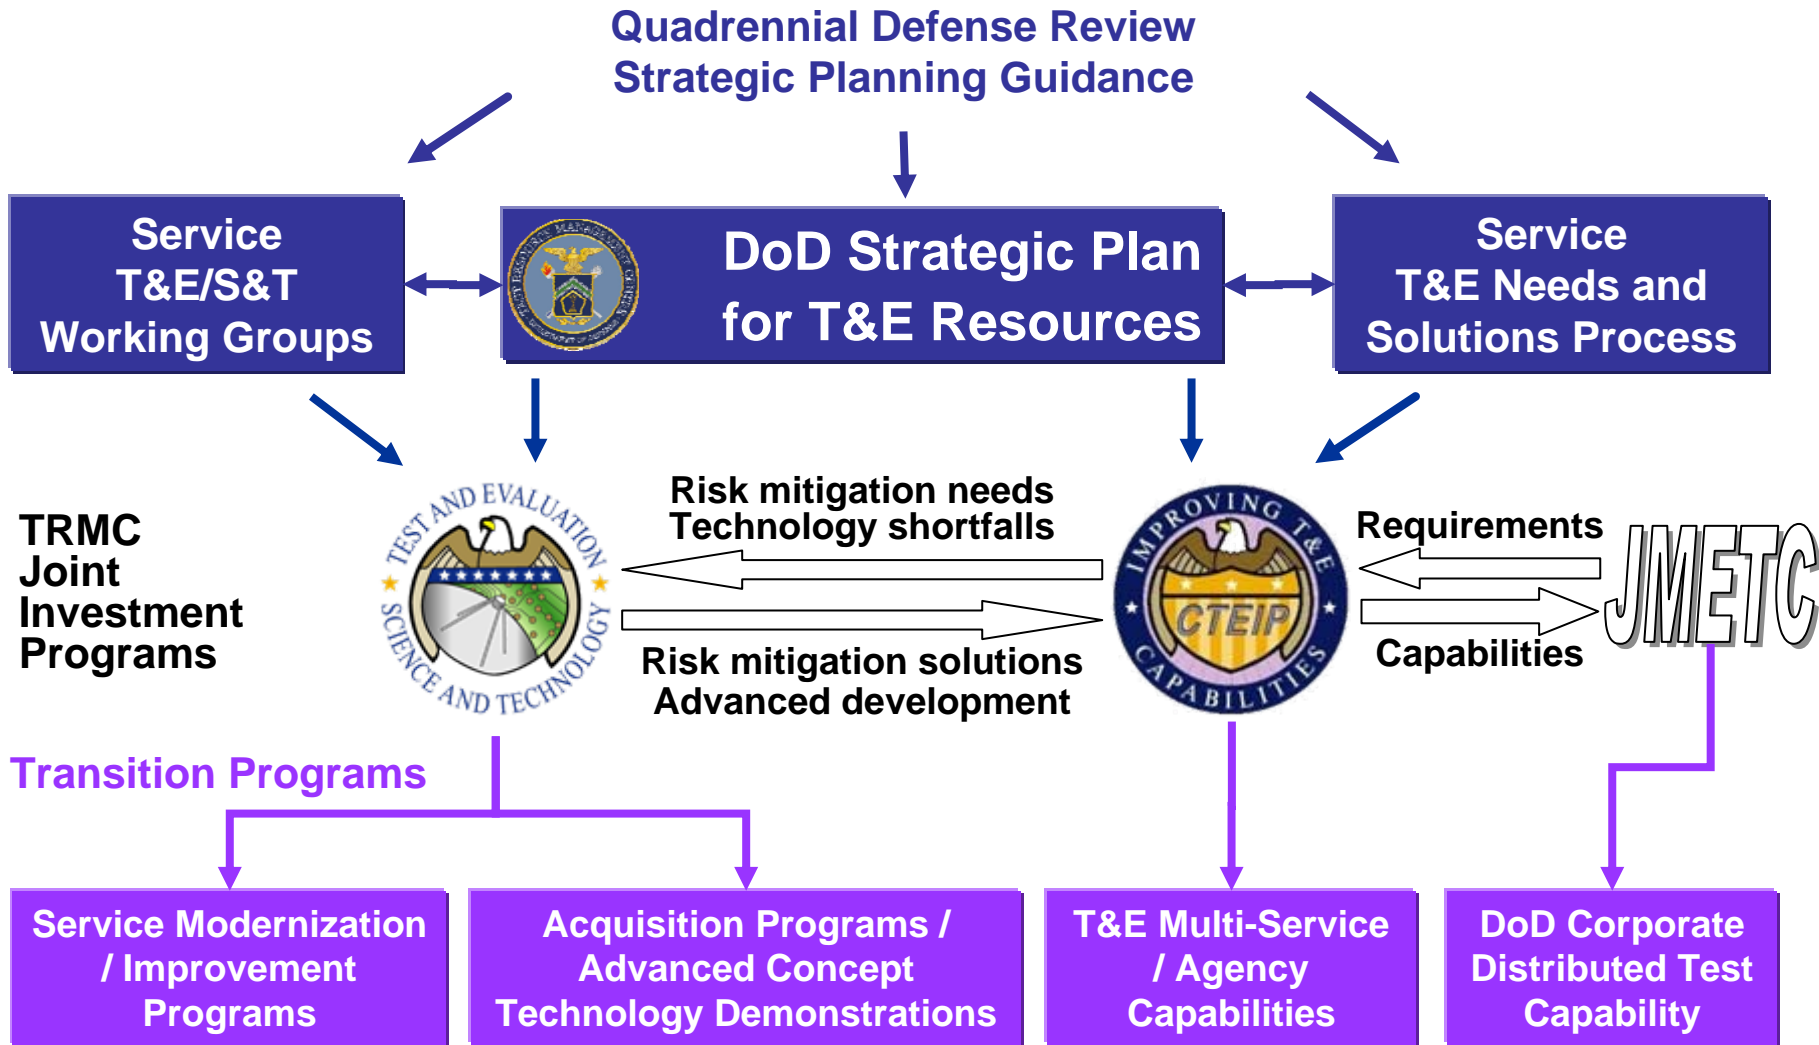 Quadrennial Defense Review
Strategic Planning Guidance
Service
T&E/S&T
Working Groups
DoD Strategic Plan
for T&E Resources
Service
T&E Needs and
Solutions Process
TRMC
Joint
Investment
Programs
TEST AND EVALUATION
SCIENCE AND TECHNOLOGY
Risk mitigation needs
Technology shortfalls
Risk mitigation solutions
Advanced development
IMPROVING T&E
CTEIP
CAPABILITIES
Requirements
Capabilities
JMETC
Transition Programs
Service Modernization
/ Improvement
Programs
Acquisition Programs /
Advanced Concept
Technology Demonstrations
T&E Multi-Service
/ Agency
Capabilities
DoD Corporate
Distributed Test
Capability